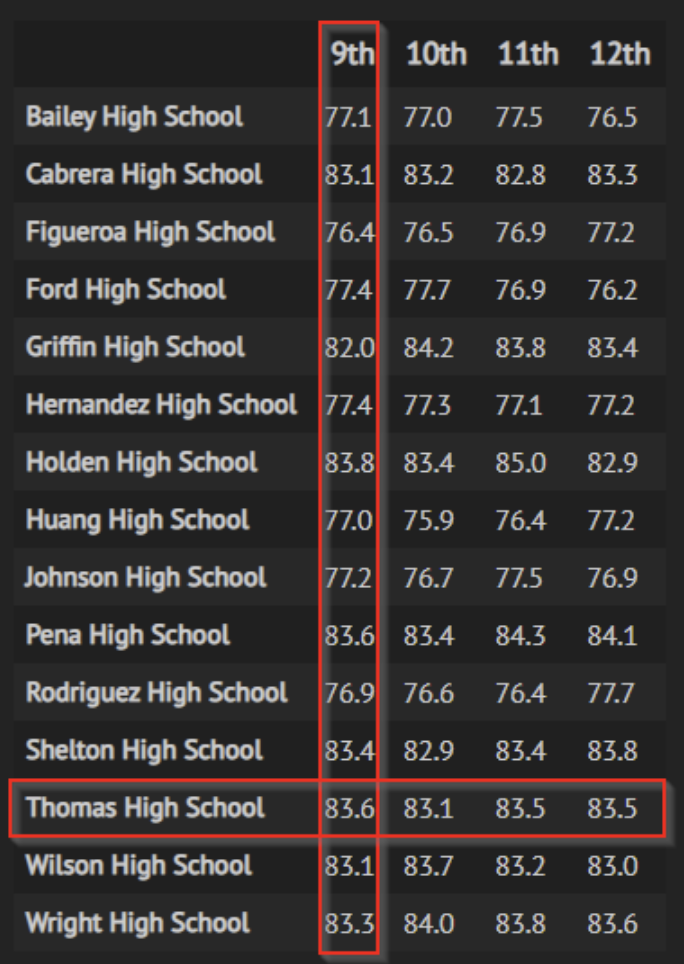 9th 10th 11th 12th
Bailey High School 77.1 77.0 77.5 76.5
Cabrera High School 83.1 83.2 82.8 83.3
Figueroa High School 76.4 76.5 76.9 77.2
Ford High School 77.4 77.7 76.9 76.2
Griffin High School 82.0 84.2 83.8 83.4
Hernandez High School 77.4 77.3 77.1 77.2
Holden High School 83.8 83.4 85.0 82.9
Huang High School 77.0 75.9 76.4 77.2
Johnson High School 77.2 76.7 77.5 76.9
Pena High School 83.6 83.4 84.3 84.1
Rodriguez High School 76.9 76.6 76.4 77.7
Shelton High School 83.4 82.9 83.4 83.8
Thomas High School 83.6 83.1 83.5 83.5
Wilson High School 83.1 83.7 83.2 83.0
Wright High School 83.3 84.0 83.8 83.6